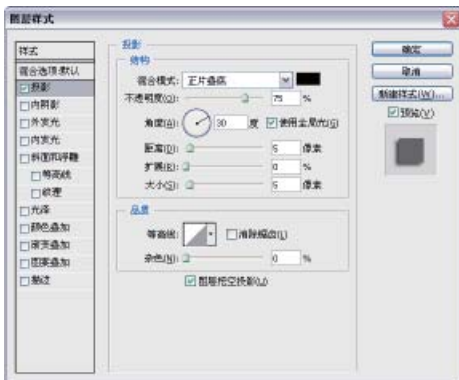 图层样式
样式
混合选项:默认
投影
内阴影
外发光
内发光
斜面和浮雕
等高线
纹理
光泽
颜色叠加
渐变叠加
图案叠加
描边
投影
结构
混合模式: 正片叠底
不透明度(O): 75 %
角度(A): 30 度 使用全局光(G)
距离(D): 5 像素
扩展(R): 0 %
大小(S): 5 像素
品质
等高线: 消除锯齿(L)
杂色(N): 0 %
图层挖空投影(U)
确定
取消
新建样式(W)...
预览(V)